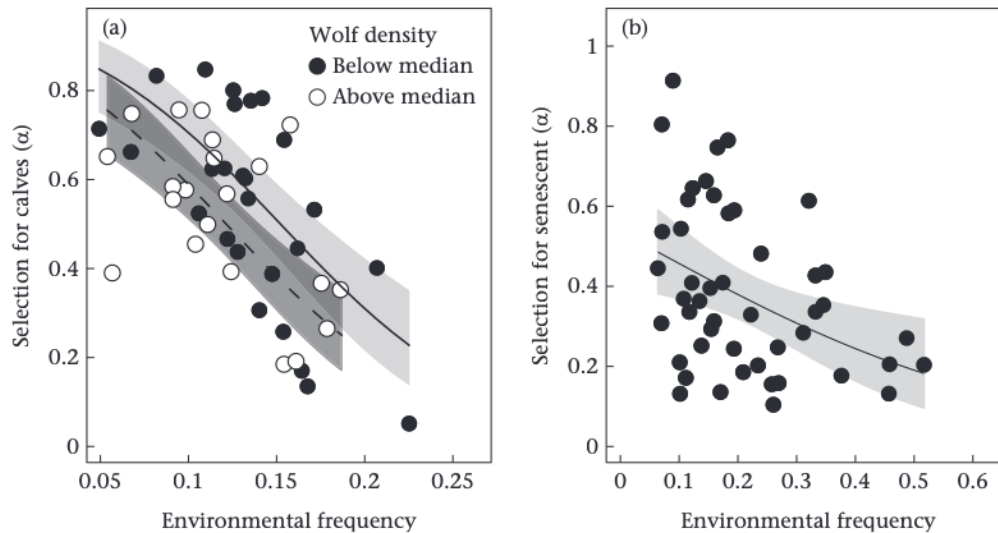 (a)
Wolf density
Below median
Above median
Selection for calves (α)
0.8
0.6
0.4
0.2
0
0.05
0.1
0.15
0.2
0.25
Environmental frequency
(b)
Selection for senescent (α)
1
0.8
0.6
0.4
0.2
0
0
0.1
0.2
0.3
0.4
0.5
0.6
Environmental frequency